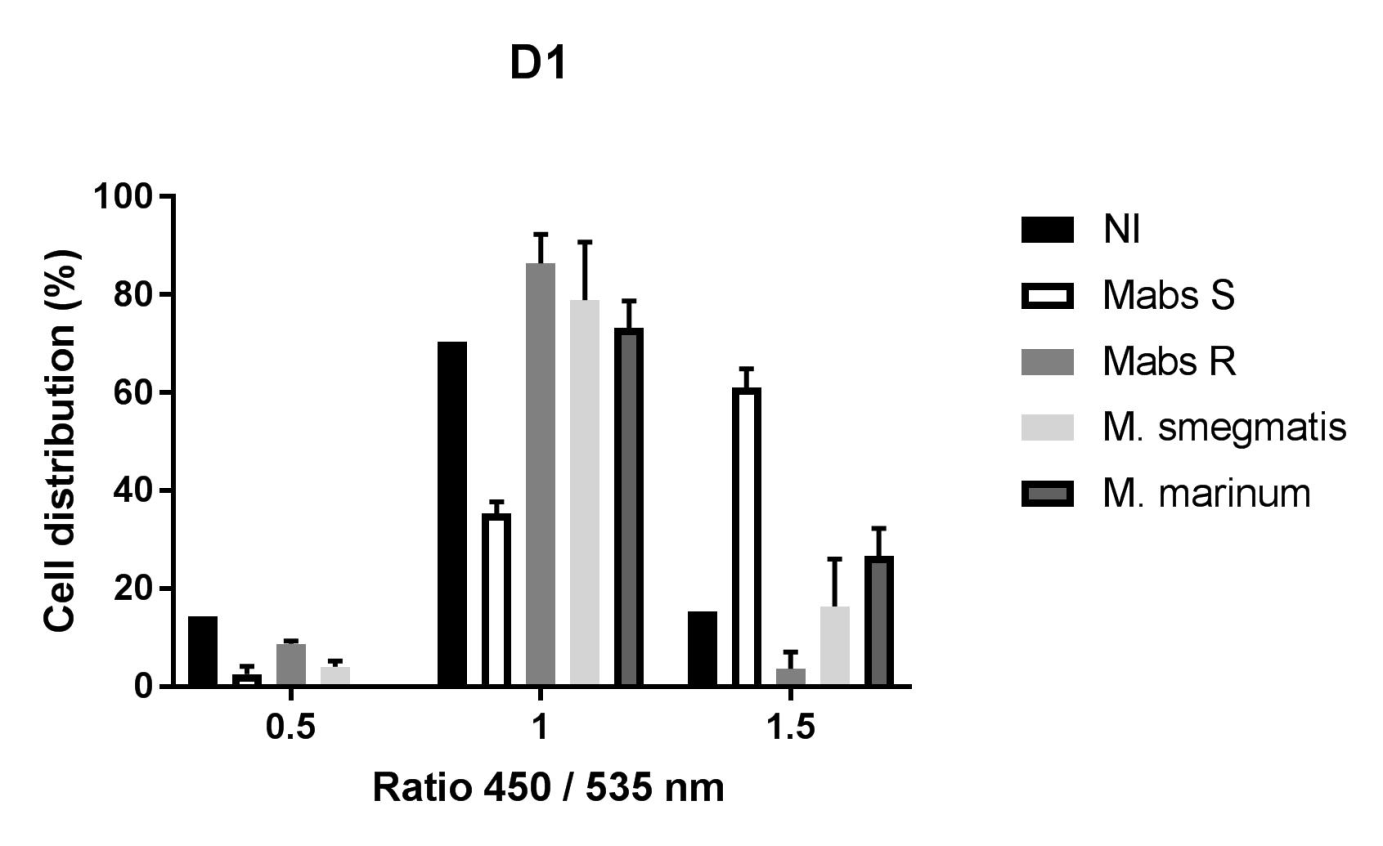 D1
100
80
60
40
20
0
Cell distribution (%)
0.5 1 1.5
Ratio 450 / 535 nm
NI
Mabs S
Mabs R
M. smegmatis
M. marinum